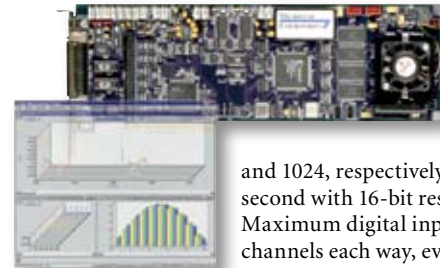 and 1024, respectively
second with 16-bit res
Maximum digital inp
channels each way, ev